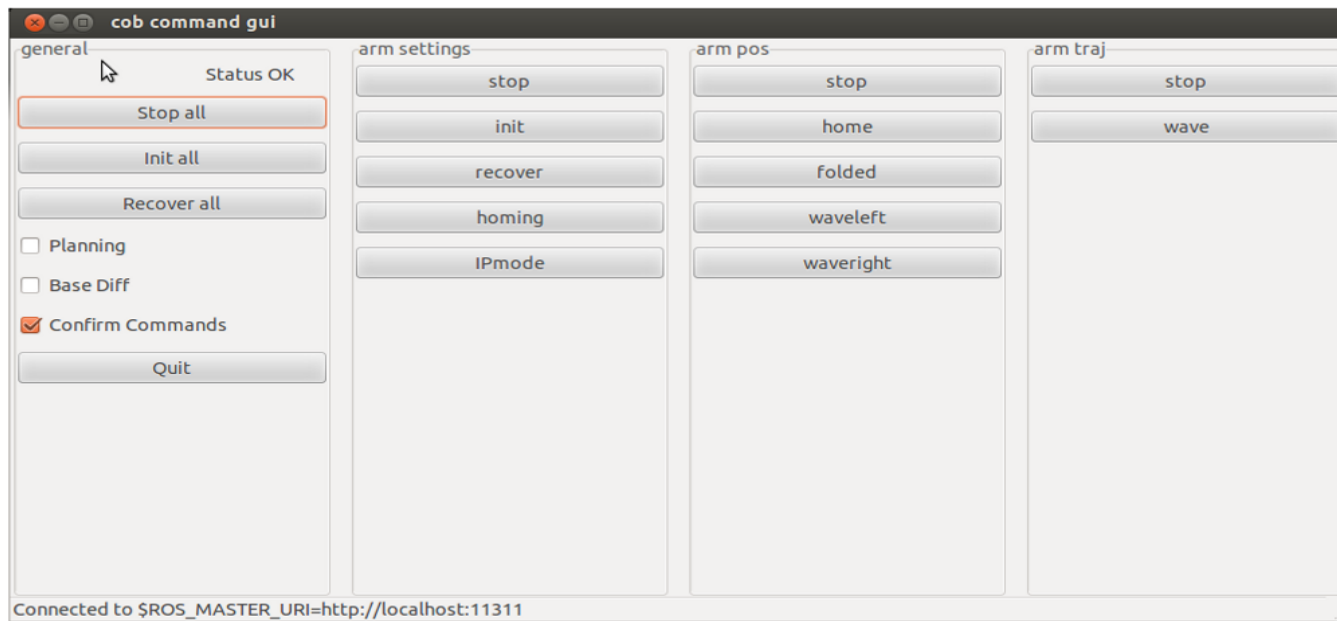 cob command gui
general
Status OK
Stop all
Init all
Recover all
Planning
Base Diff
Confirm Commands
Quit
arm settings
stop
init
recover
homing
IPmode
arm pos
stop
home
folded
waveleft
waveright
arm traj
stop
wave
Connected to $ROS_MASTER_URI=http://localhost:11311